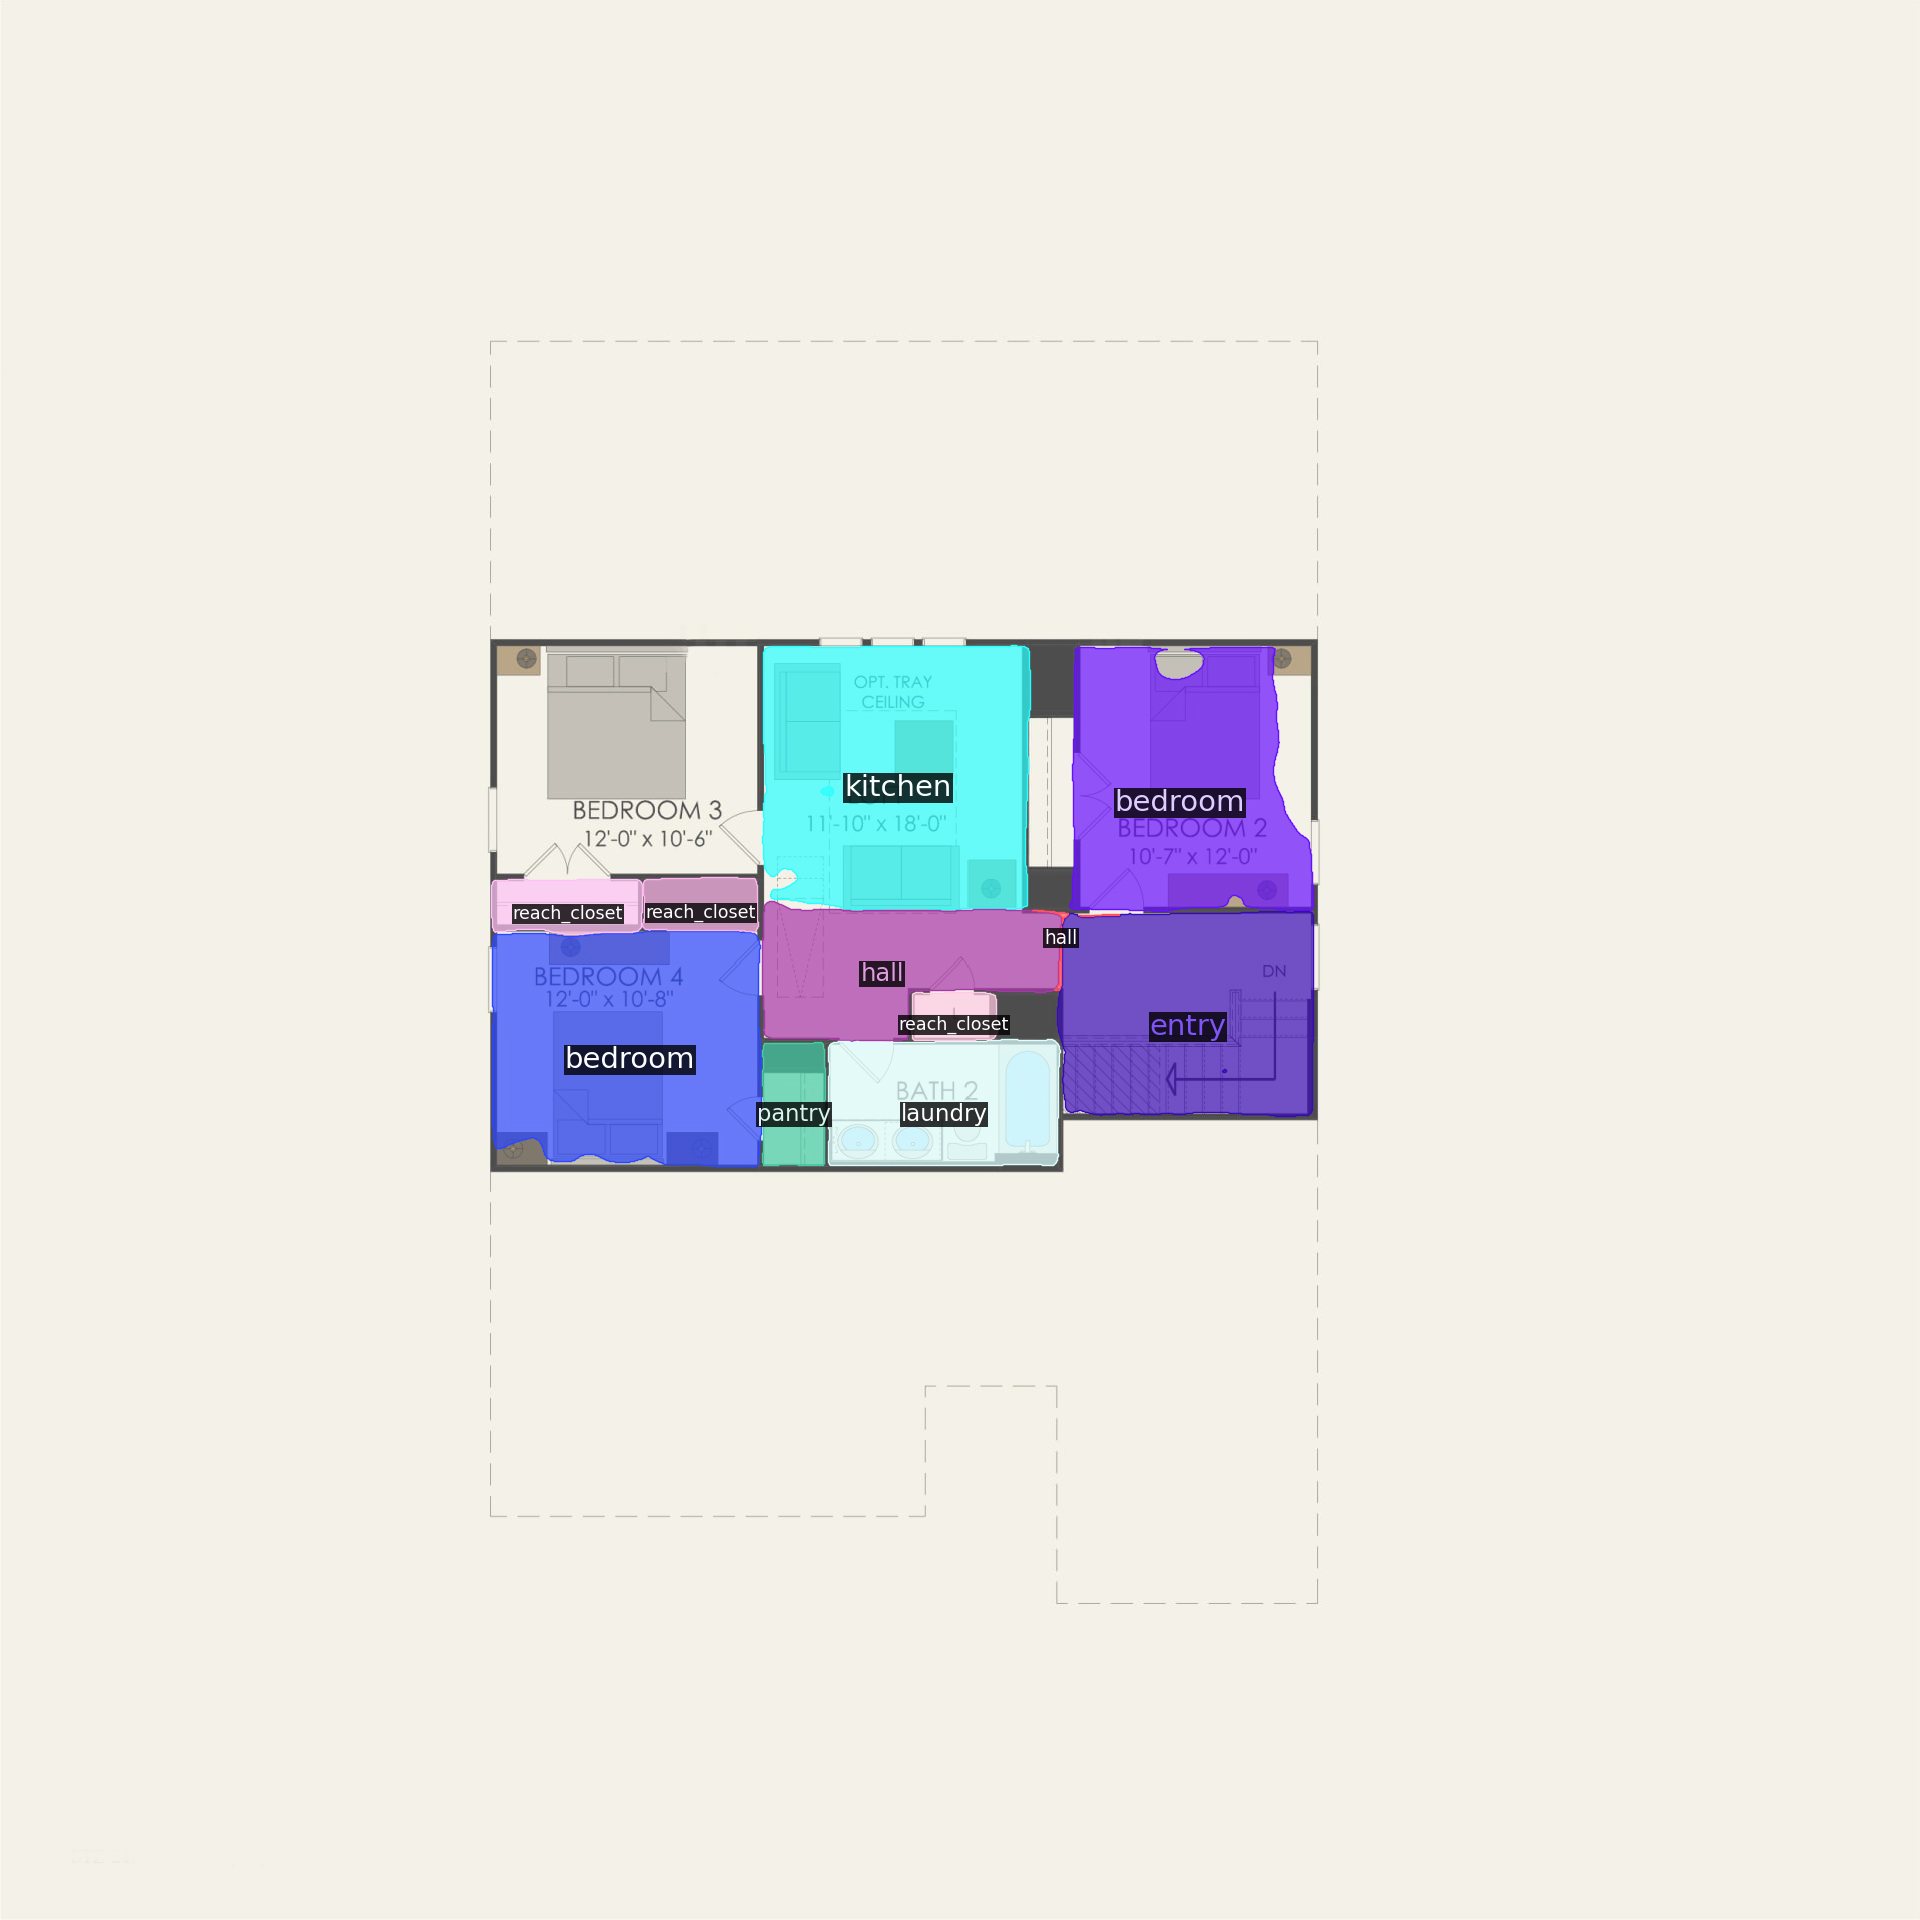 OPT. TRAY
CEILING
kitchen
11'-10" x 18'-0"
bedroom
BEDROOM 2
10'-7" x 12'-0"
BEDROOM 3
12'-0" x 10'-6"
reach_closet
reach_closet
hall
hall
BEDROOM 4
12'-0" x 10'-8"
bedroom
DN
entry
reach_closet
BATH 2
pantry
laundry